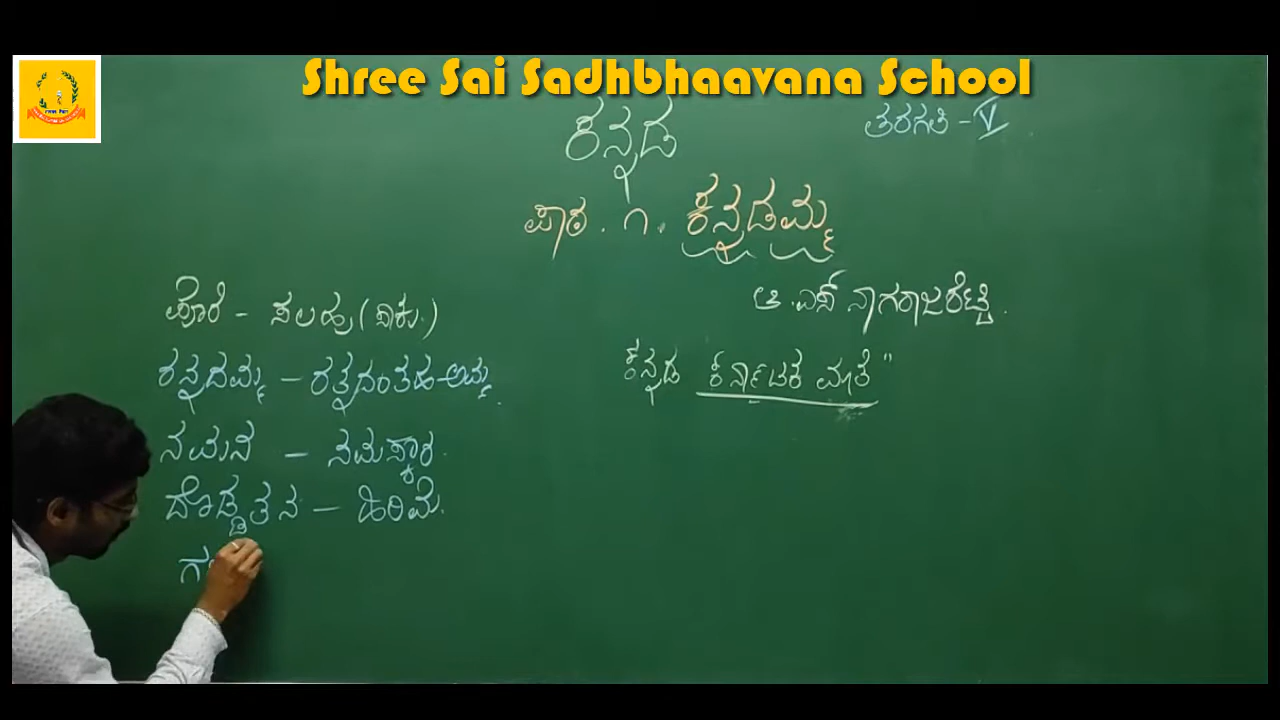 Shree Sai Sadhbhaavana School
ಕನ್ನಡ
ತರಗತಿ - V
ಪಾಠ . ೧. ಕನ್ನಡಮ್ಮ
ಆ.ಎಸ್ ನಾಗರಾಜಶೆಟ್ಟಿ.
ಪೊರೆ - ಸಲಹು (ಸಾಕು)
ಕನ್ನಡಮ್ಮ - ರತ್ನದಂತಹ ಅಮ್ಮ.
ನಮನ - ನಮಸ್ಕಾರ.
ದೊಡ್ಡತನ - ಹಿರಿಮೆ.
ಗ
ಕನ್ನಡ ಕರ್ನಾಟಕ ಮಾತೆ"